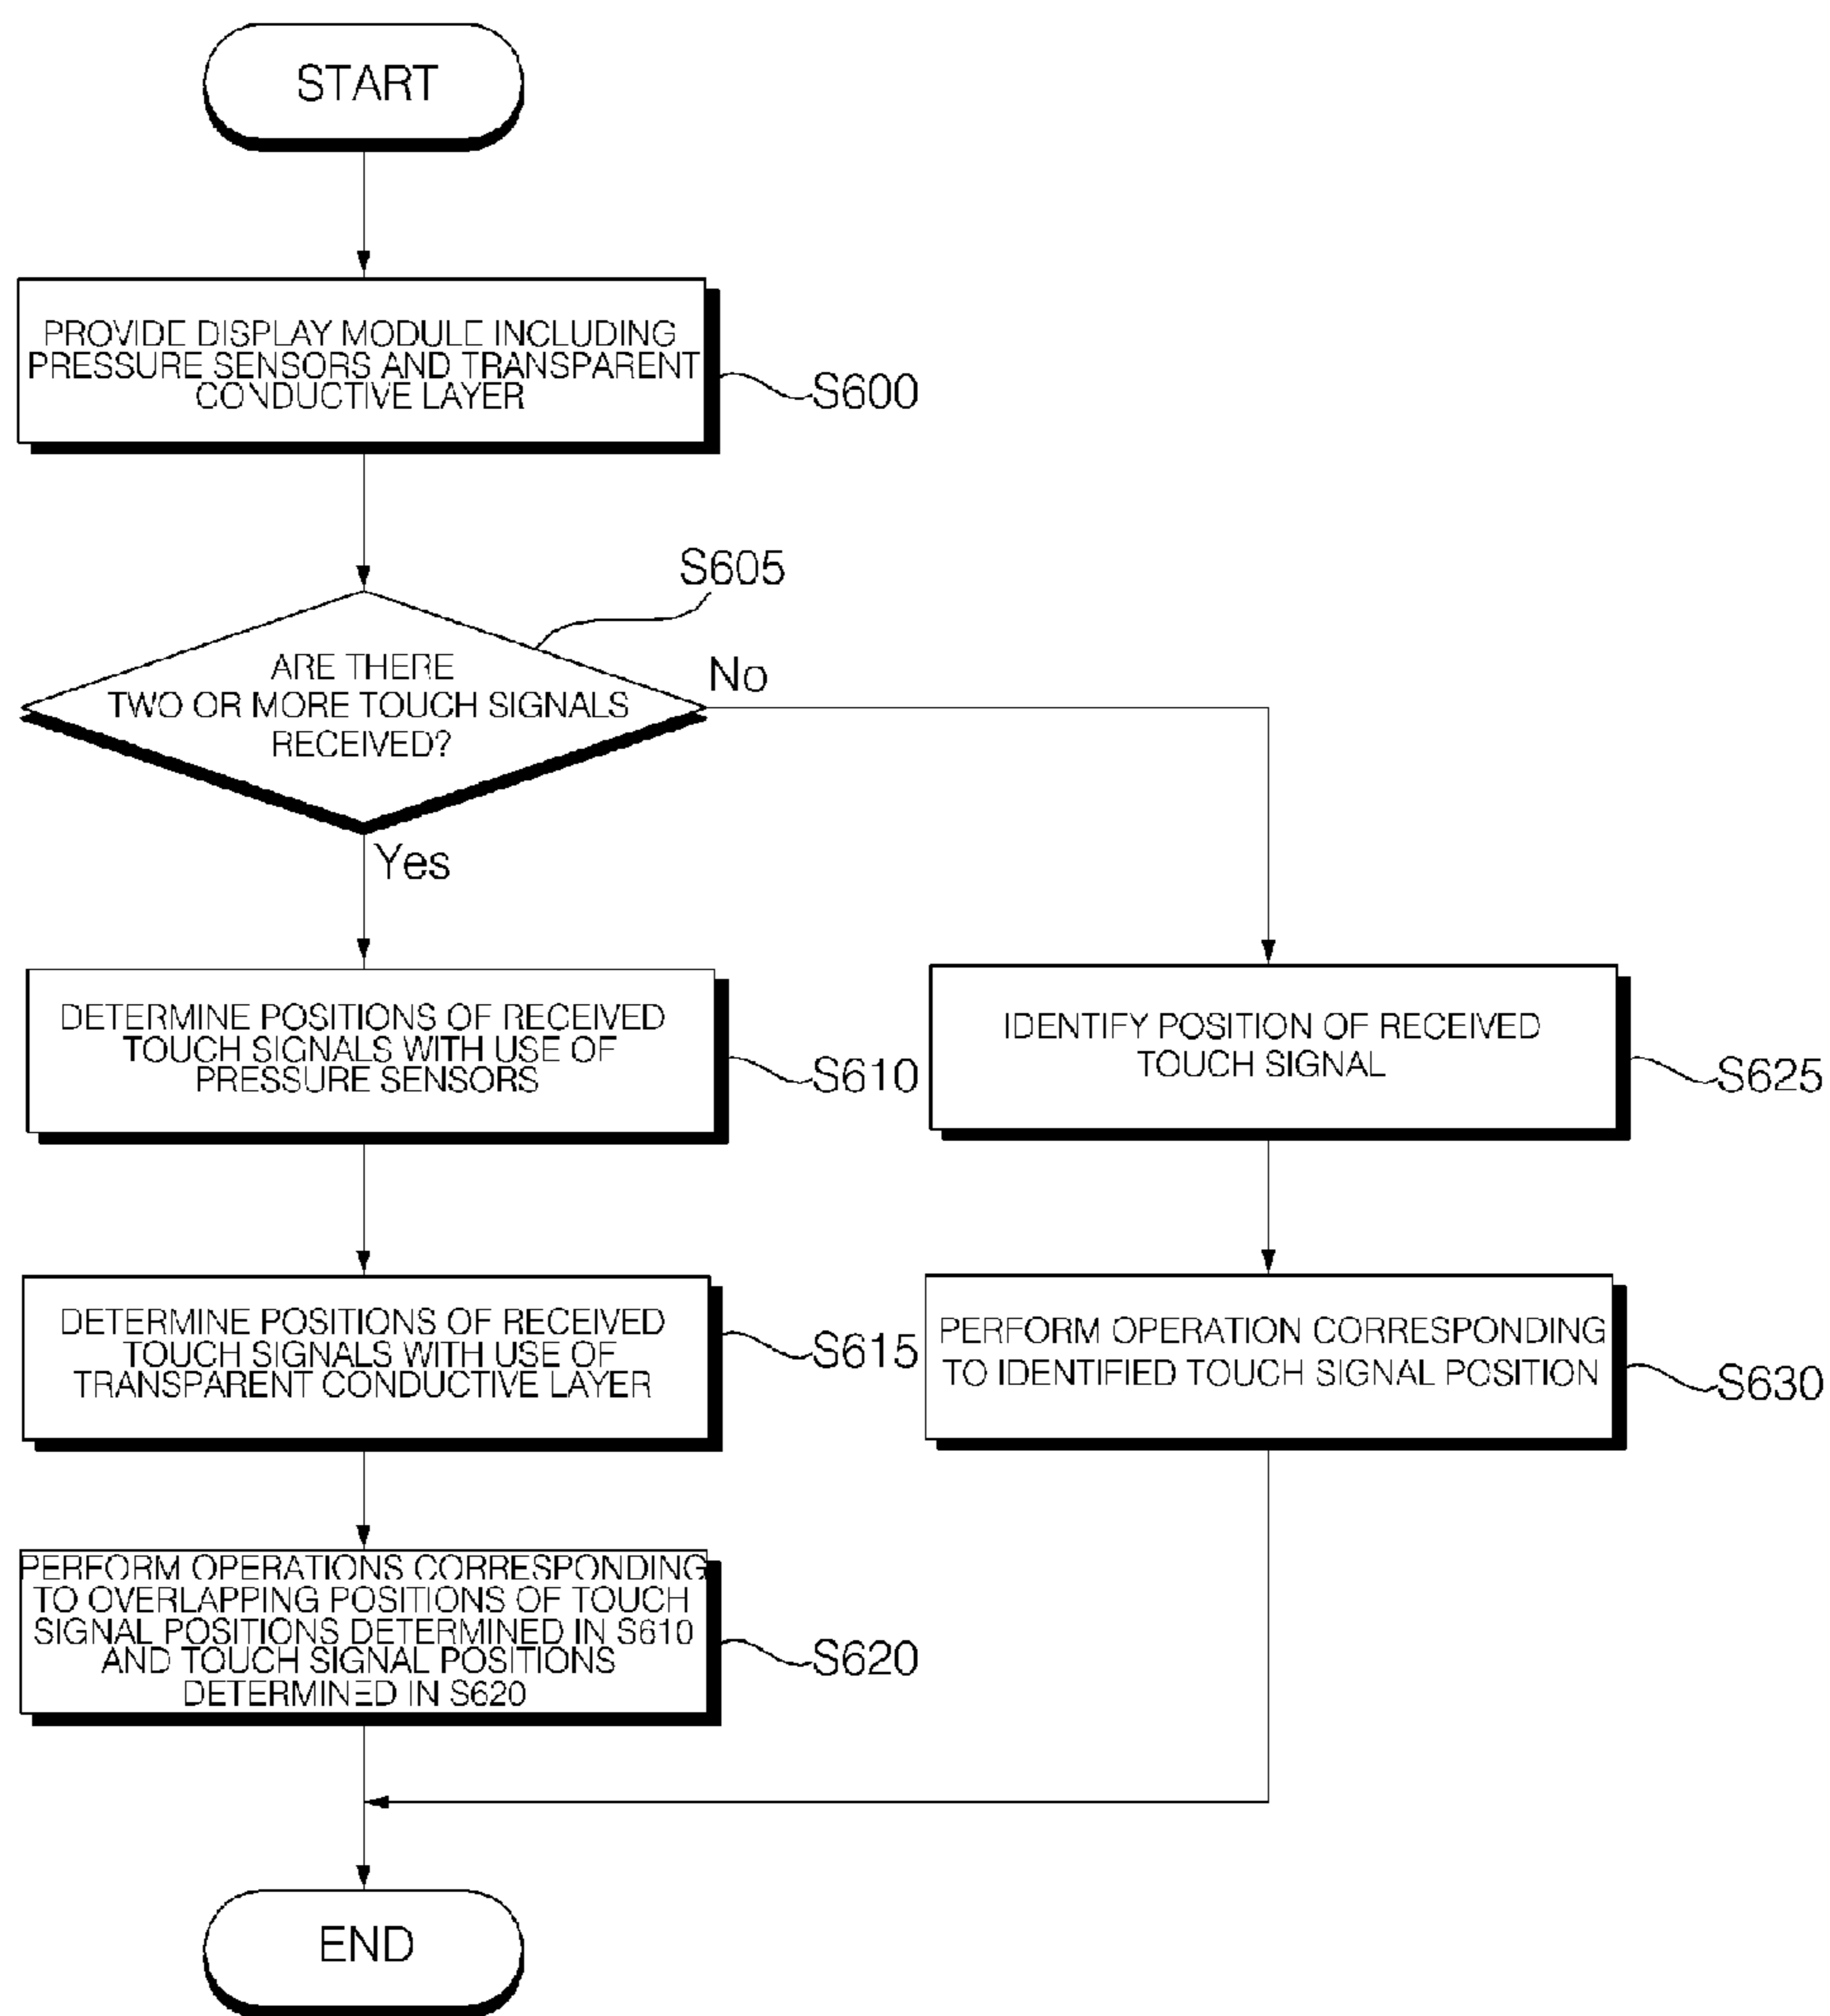 START
PROVIDE DISPLAY MODULE INCLUDING
PRESSURE SENSORS AND TRANSPARENT
CONDUCTIVE LAYER
S600
S605
ARE THERE
TWO OR MORE TOUCH SIGNALS
RECEIVED?
No
Yes
DETERMINE POSITIONS OF RECEIVED
TOUCH SIGNALS WITH USE OF
PRESSURE SENSORS
S610
IDENTIFY POSITION OF RECEIVED
TOUCH SIGNAL
S625
DETERMINE POSITIONS OF RECEIVED
TOUCH SIGNALS WITH USE OF
TRANSPARENT CONDUCTIVE LAYER
S615
PERFORM OPERATION CORRESPONDING
TO IDENTIFIED TOUCH SIGNAL POSITION
S630
PERFORM OPERATIONS CORRESPONDING
TO OVERLAPPING POSITIONS OF TOUCH
SIGNAL POSITIONS DETERMINED IN S610
AND TOUCH SIGNAL POSITIONS
DETERMINED IN S620
S620
END